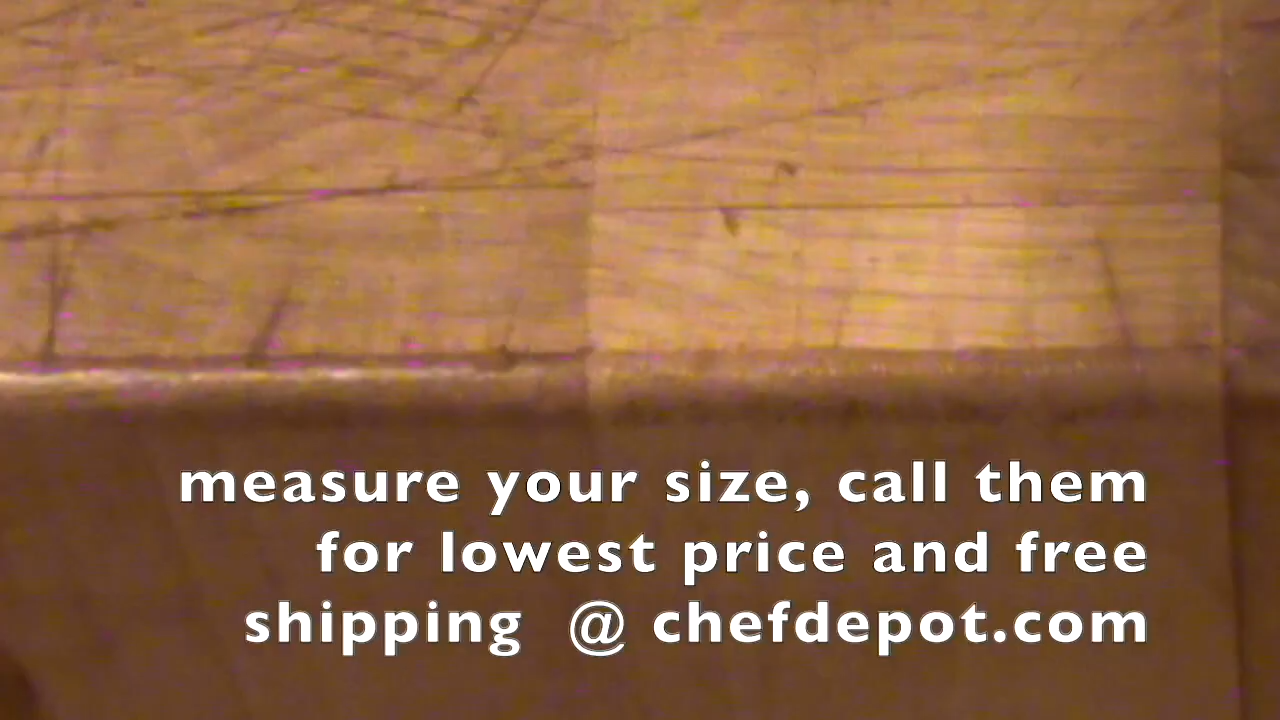 measure your size, call them
for lowest price and free
shipping @ chefdepot.com